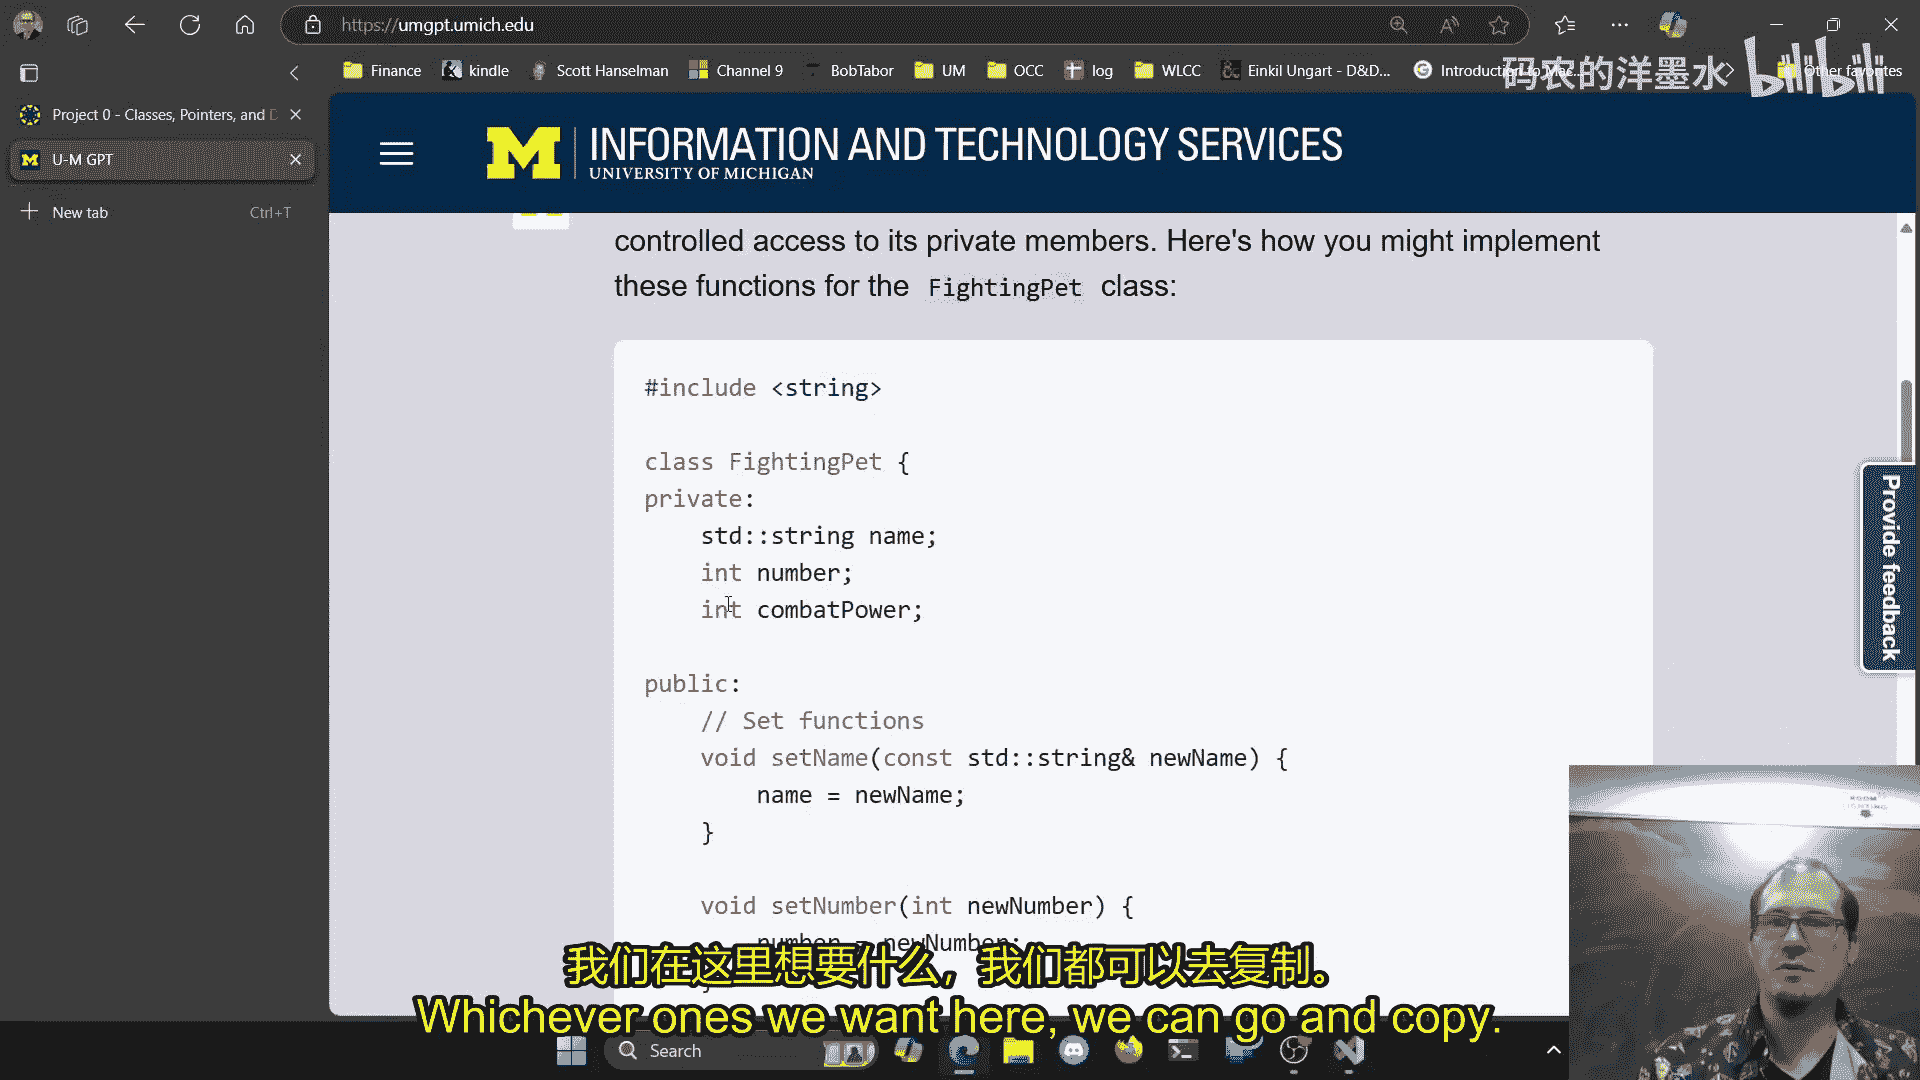 https://umgpt.umich.edu
Finance
kindle
Scott Hanselman
Channel 9
BobTabor
UM
OCC
log
WLCC
Einkil Ungart - D&D...
Other favorites
码农的洋墨水
bilibili
Project 0 - Classes, Pointers, and D
U-M GPT
New tab
Ctrl+T
M
INFORMATION AND TECHNOLOGY SERVICES
UNIVERSITY OF MICHIGAN
controlled access to its private members. Here's how you might implement
these functions for the FightingPet class:
#include <string>
class FightingPet {
private:
std::string name;
int number;
int combatPower;
public:
// Set functions
void setName(const std::string& newName) {
name = newName;
}
void setNumber(int newNumber) {
number = newNumber;
Provide feedback
我们在这里想要什么，我们都可以去复制。
Whichever ones we want here, we can go and copy.
Search